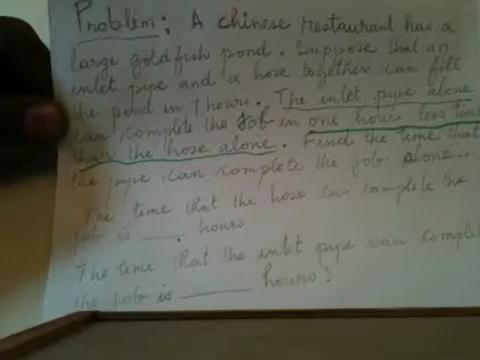 Problem: A chinese restaurant has a
large goldfish pond. Suppose that an
inlet pipe and a hose together can fill
the pond in 7 hours. The inlet pipe alone
can complete the job in one hours less time
than the hose alone. Find the time that
the pipe can complete the job alone...
The time that the hose can complete the
job is ____ hours
The time that the inlet pipe can complet
the job is ______ hours.